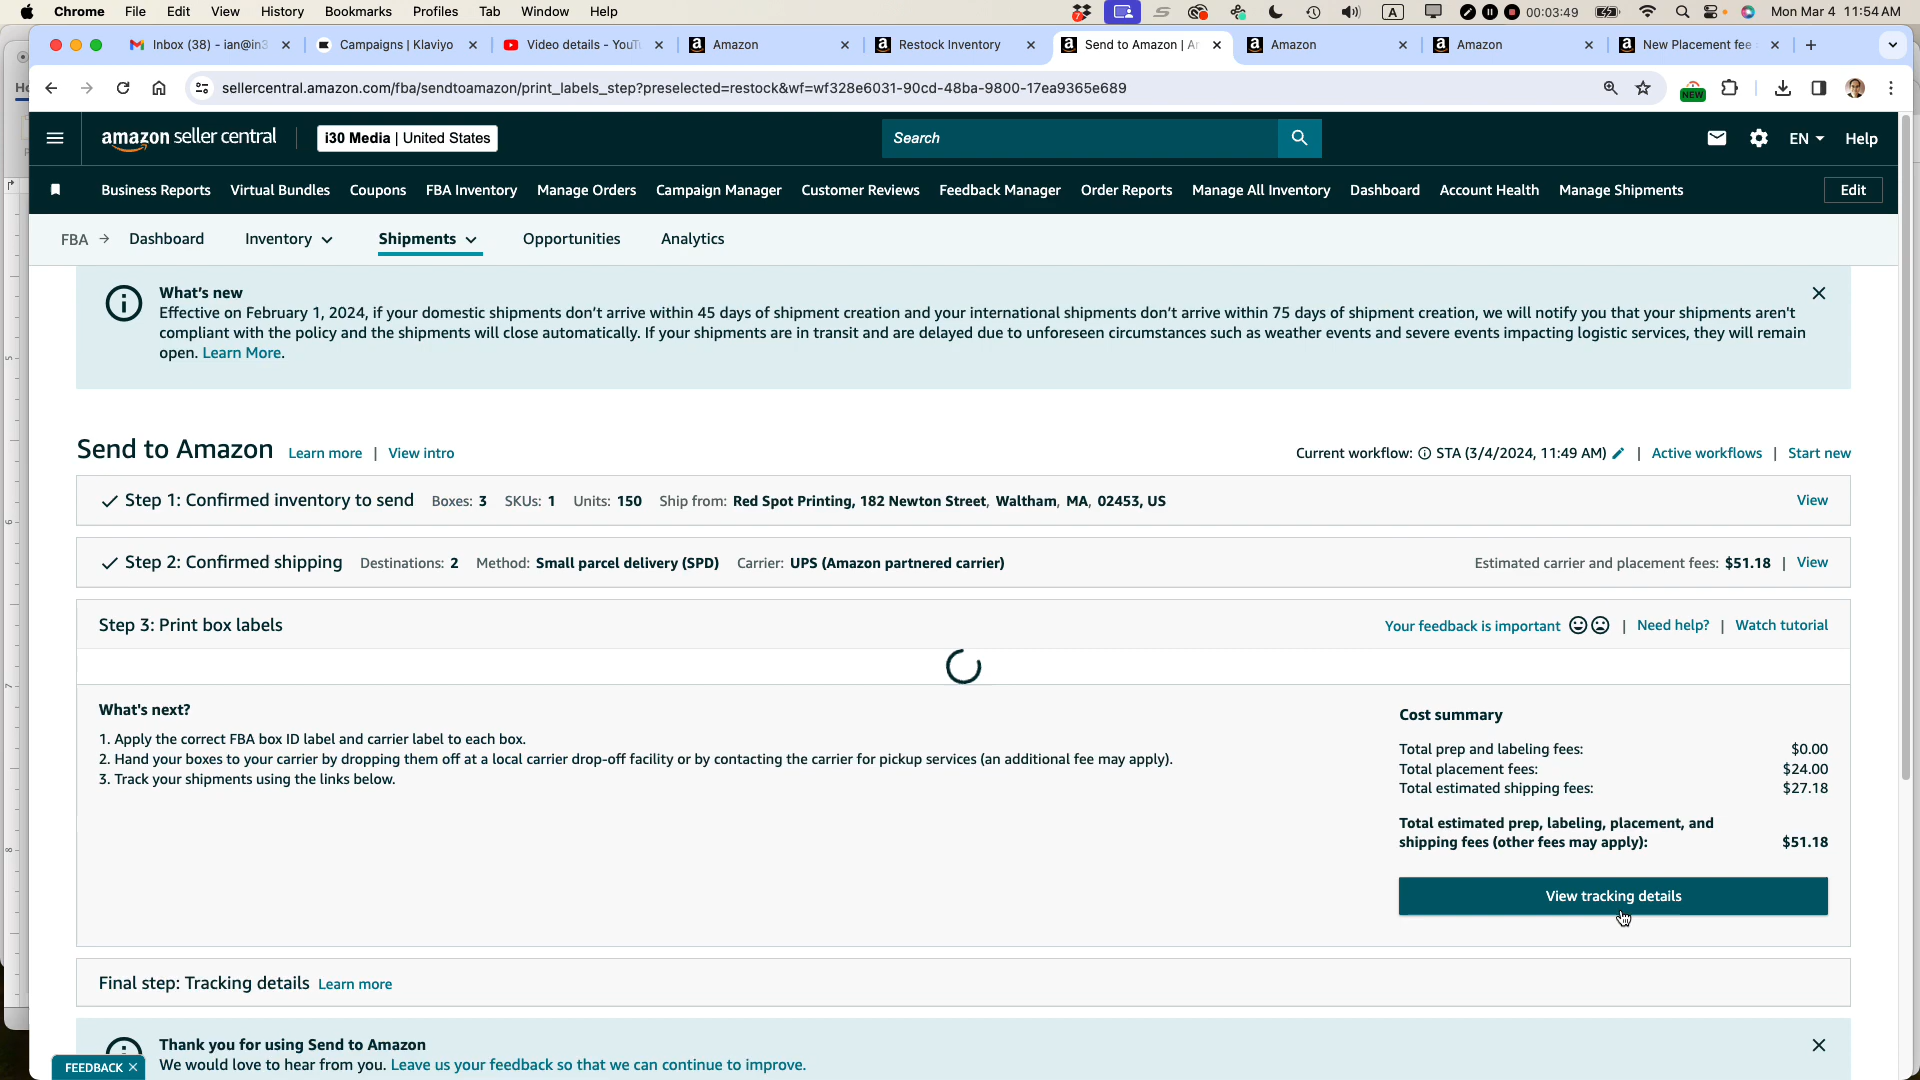 Chrome File Edit View History Bookmarks Profiles Tab Window Help A 00:03:49 Mon Mar 4 11:54AM
Inbox (38) - ian@in3 Campaigns | Klaviyo Video details - YouTu Amazon Restock Inventory Send to Amazon | Am Amazon Amazon New Placement fee
sellercentral.amazon.com/fba/sendtoamazon/print_labels_step?preselected=restock&wf=wf328e6031-90cd-48ba-9800-17ea9365e689 NEW
amazon seller central i30 Media | United States Search EN Help
Business Reports Virtual Bundles Coupons FBA Inventory Manage Orders Campaign Manager Customer Reviews Feedback Manager Order Reports Manage All Inventory Dashboard Account Health Manage Shipments Edit
FBA → Dashboard Inventory Shipments Opportunities Analytics
What's new
Effective on February 1, 2024, if your domestic shipments don't arrive within 45 days of shipment creation and your international shipments don't arrive within 75 days of shipment creation, we will notify you that your shipments aren't
compliant with the policy and the shipments will close automatically. If your shipments are in transit and are delayed due to unforeseen circumstances such as weather events and severe events impacting logistic services, they will remain
open. Learn More.
Send to Amazon Learn more | View intro Current workflow: STA (3/4/2024, 11:49 AM) | Active workflows | Start new
Step 1: Confirmed inventory to send Boxes: 3 SKUs: 1 Units: 150 Ship from: Red Spot Printing, 182 Newton Street, Waltham, MA, 02453, US View
Step 2: Confirmed shipping Destinations: 2 Method: Small parcel delivery (SPD) Carrier: UPS (Amazon partnered carrier) Estimated carrier and placement fees: $51.18 | View
Step 3: Print box labels Your feedback is important | Need help? | Watch tutorial
What's next?
1. Apply the correct FBA box ID label and carrier label to each box.
2. Hand your boxes to your carrier by dropping them off at a local carrier drop-off facility or by contacting the carrier for pickup services (an additional fee may apply).
3. Track your shipments using the links below.
Cost summary
Total prep and labeling fees: $0.00
Total placement fees: $24.00
Total estimated shipping fees: $27.18
Total estimated prep, labeling, placement, and
shipping fees (other fees may apply): $51.18
View tracking details
Final step: Tracking details Learn more
Thank you for using Send to Amazon
We would love to hear from you. Leave us your feedback so that we can continue to improve.
FEEDBACK